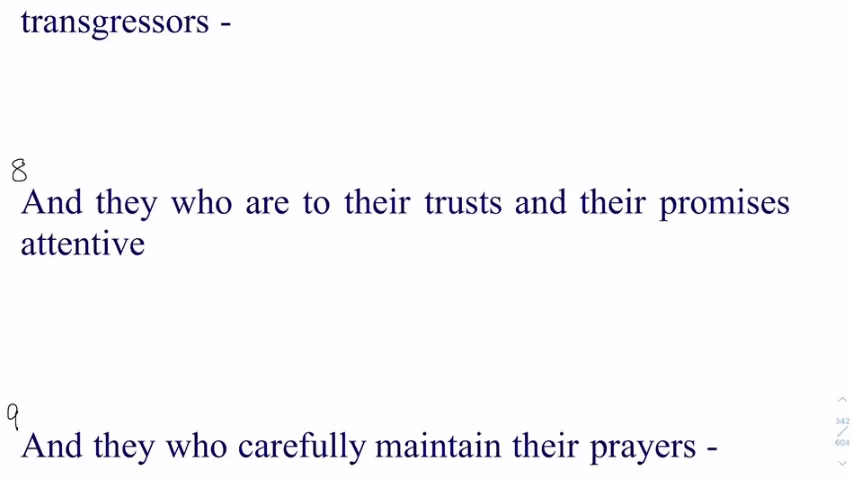 transgressors -
8
And they who are to their trusts and their promises
attentive
9
And they who carefully maintain their prayers -
342
/
604